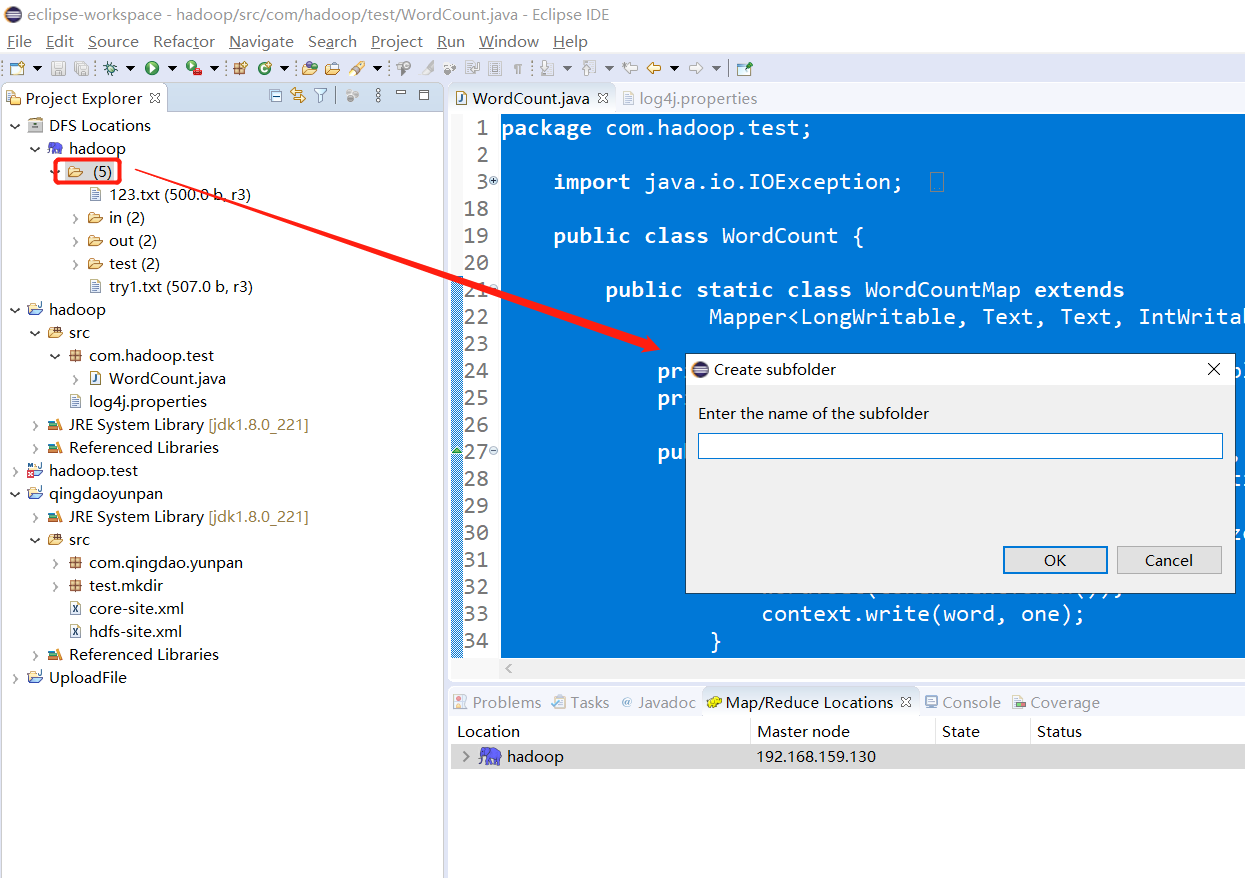 eclipse-workspace - hadoop/src/com/hadoop/test/WordCount.java - Eclipse IDE
File Edit Source Refactor Navigate Search Project Run Window Help
Project Explorer
DFS Locations
hadoop
(5)
123.txt (500.0 b, r3)
in (2)
out (2)
test (2)
try1.txt (507.0 b, r3)
hadoop
src
com.hadoop.test
WordCount.java
log4j.properties
JRE System Library [jdk1.8.0_221]
Referenced Libraries
hadoop.test
qingdaoyunpan
JRE System Library [jdk1.8.0_221]
src
com.qingdao.yunpan
test.mkdir
core-site.xml
hdfs-site.xml
Referenced Libraries
UploadFile
WordCount.java log4j.properties
1 package com.hadoop.test;
2
3 import java.io.IOException;
18
19 public class WordCount {
20
21 public static class WordCountMap extends
22 Mapper<LongWritable, Text, Text, IntWrital
23
24 pr
25 pr
26
27 pu
28
29
30
31
32
33 context.write(word, one);
34 }
Create subfolder
Enter the name of the subfolder
OK Cancel
Problems Tasks Javadoc Map/Reduce Locations Console Coverage
Location Master node State Status
hadoop 192.168.159.130